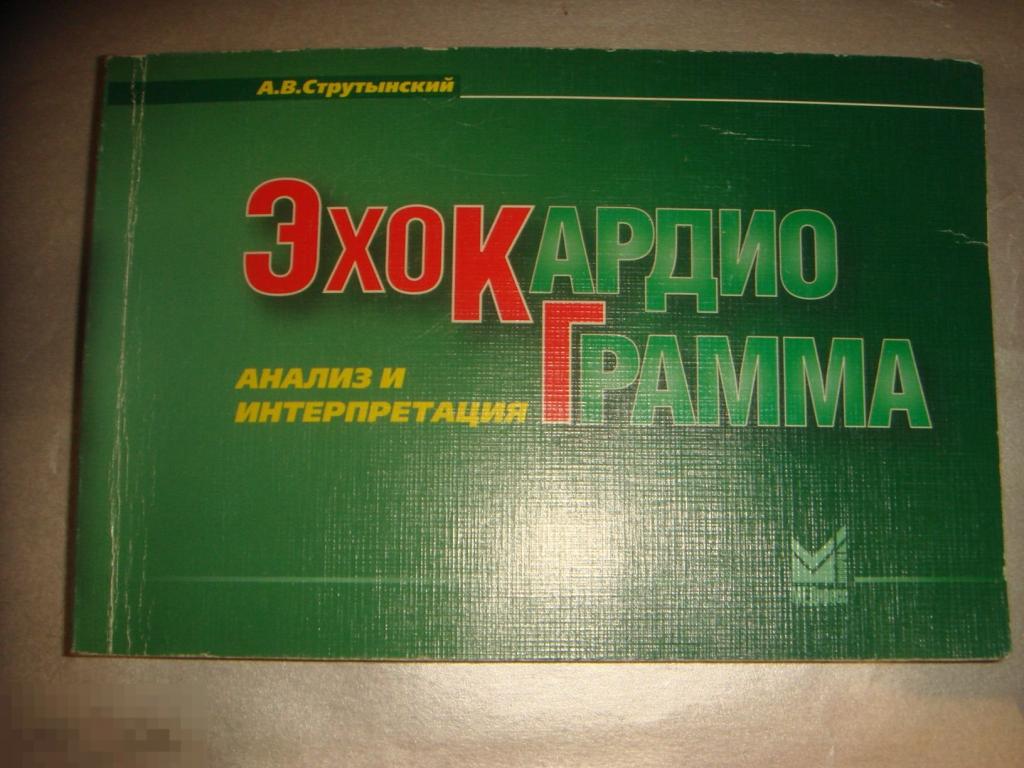 А.В.Струтынский
ЭХОКАРДИО
ГРАММА
АНАЛИЗ И
ИНТЕРПРЕТАЦИЯ